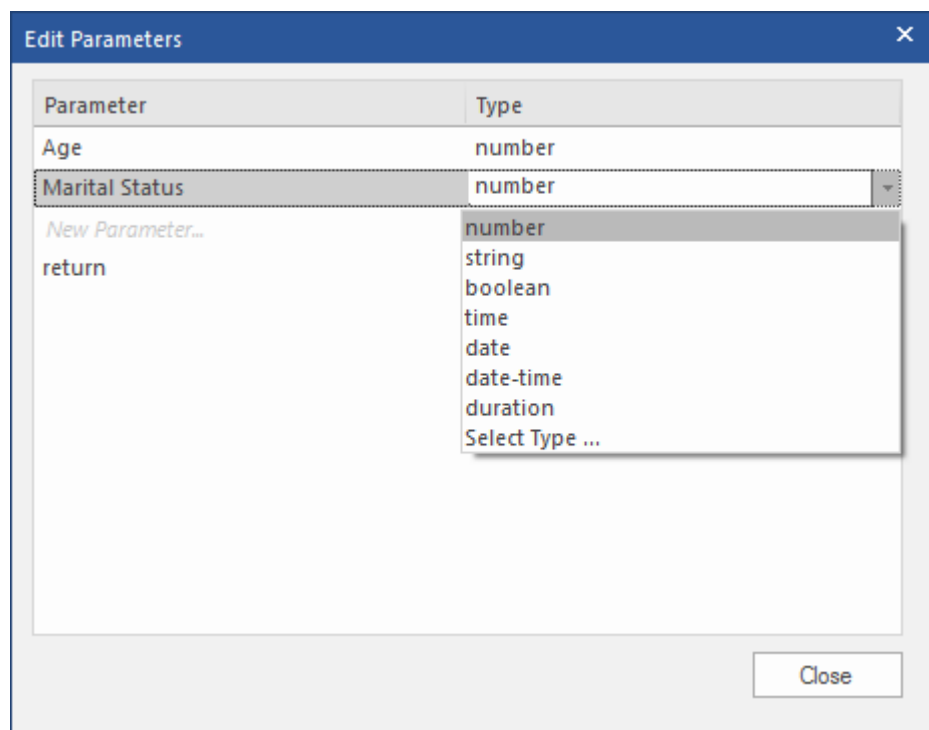 Edit Parameters
Parameter Type
Age number
Marital Status number
New Parameter...
number
string
return
boolean
time
date
date-time
duration
Select Type ...
Close